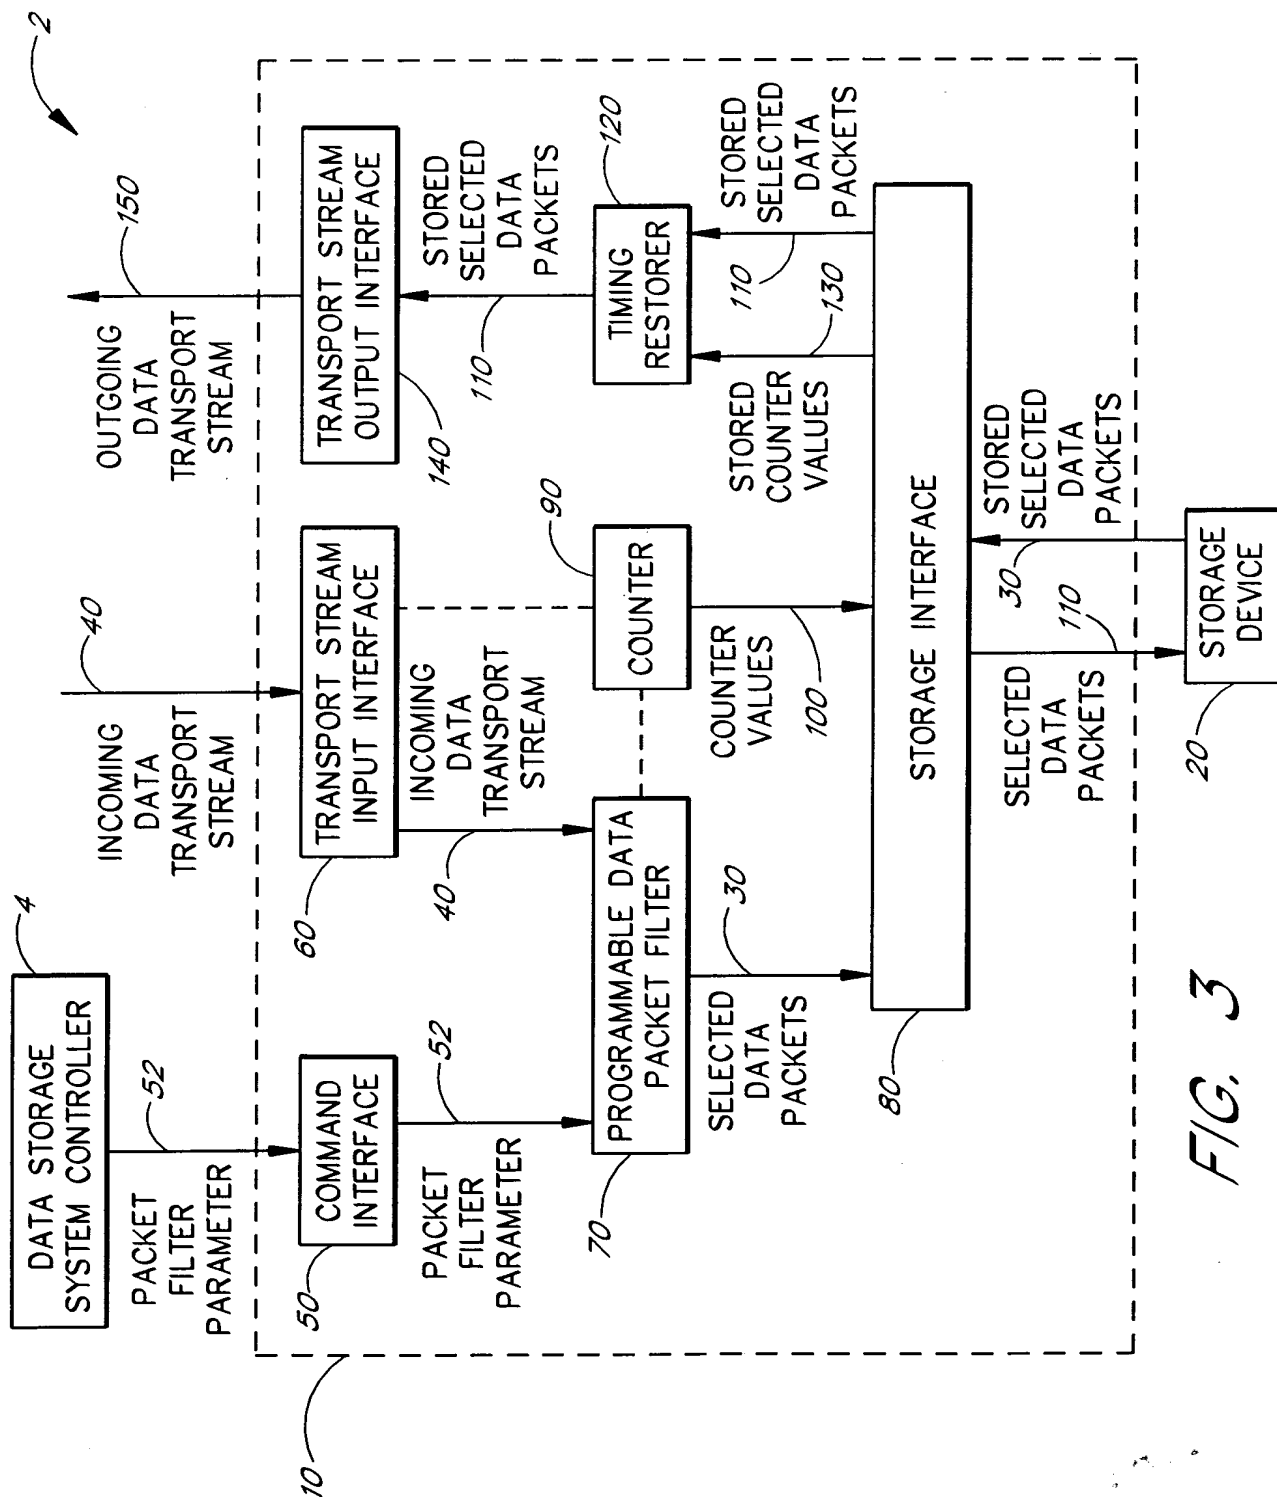 2
DATA STORAGE
SYSTEM CONTROLLER
4
52
PACKET
FILTER
PARAMETER
INCOMING
DATA
TRANSPORT
STREAM
40
OUTGOING
DATA
TRANSPORT
STREAM
150
10
COMMAND
INTERFACE
50
TRANSPORT STREAM
INPUT INTERFACE
60
TRANSPORT STREAM
OUTPUT INTERFACE
140
PACKET
FILTER
PARAMETER
52
40
INCOMING
DATA
TRANSPORT
STREAM
110
STORED
SELECTED
DATA
PACKETS
PROGRAMMABLE DATA
PACKET FILTER
70
COUNTER
90
TIMING
RESTORER
120
SELECTED
DATA
PACKETS
30
COUNTER
VALUES
100
STORED
COUNTER
VALUES
130
110
STORED
SELECTED
DATA
PACKETS
STORAGE INTERFACE
80
SELECTED
DATA
PACKETS
110
30
STORED
SELECTED
DATA
PACKETS
STORAGE
DEVICE
20
FIG. 3